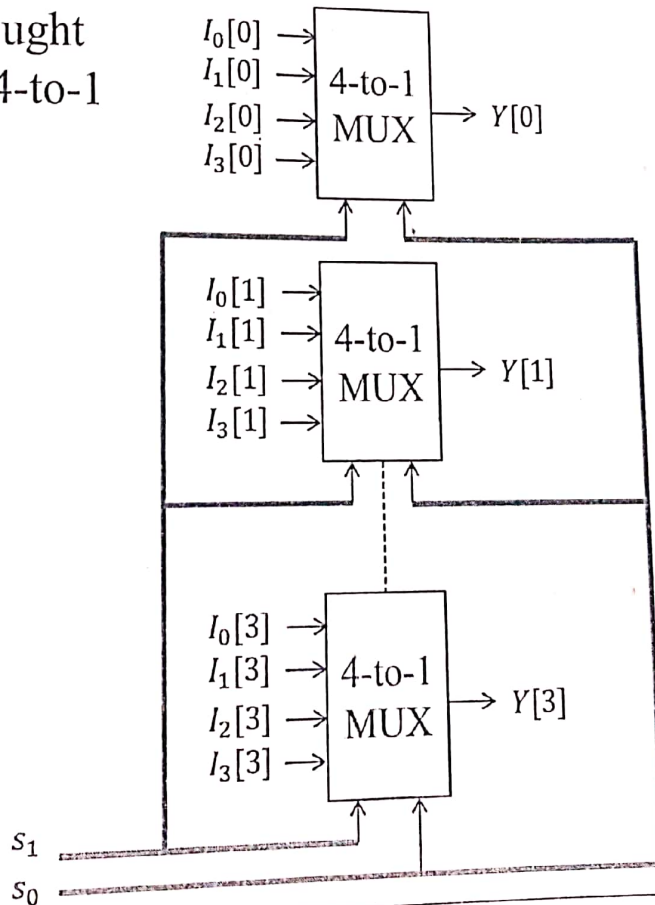 ught
4-to-1
I₀[0]
I₁[0]
I₂[0]
I₃[0]
4-to-1
MUX
Y[0]
I₀[1]
I₁[1]
I₂[1]
I₃[1]
4-to-1
MUX
Y[1]
I₀[3]
I₁[3]
I₂[3]
I₃[3]
4-to-1
MUX
Y[3]
s₁
s₀